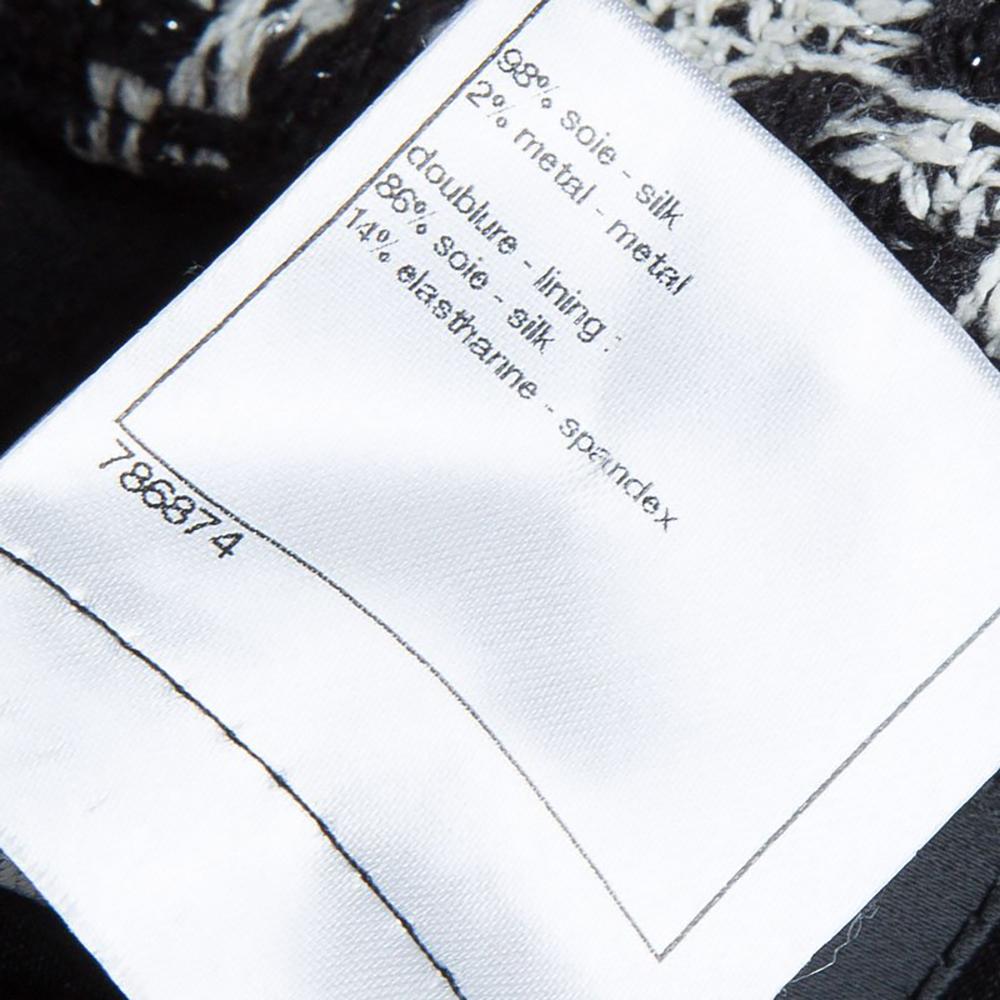 98% soie - silk
2% metal - metal
doublure - lining :
86% soie - silk
14% elasthanne - spandex
786874